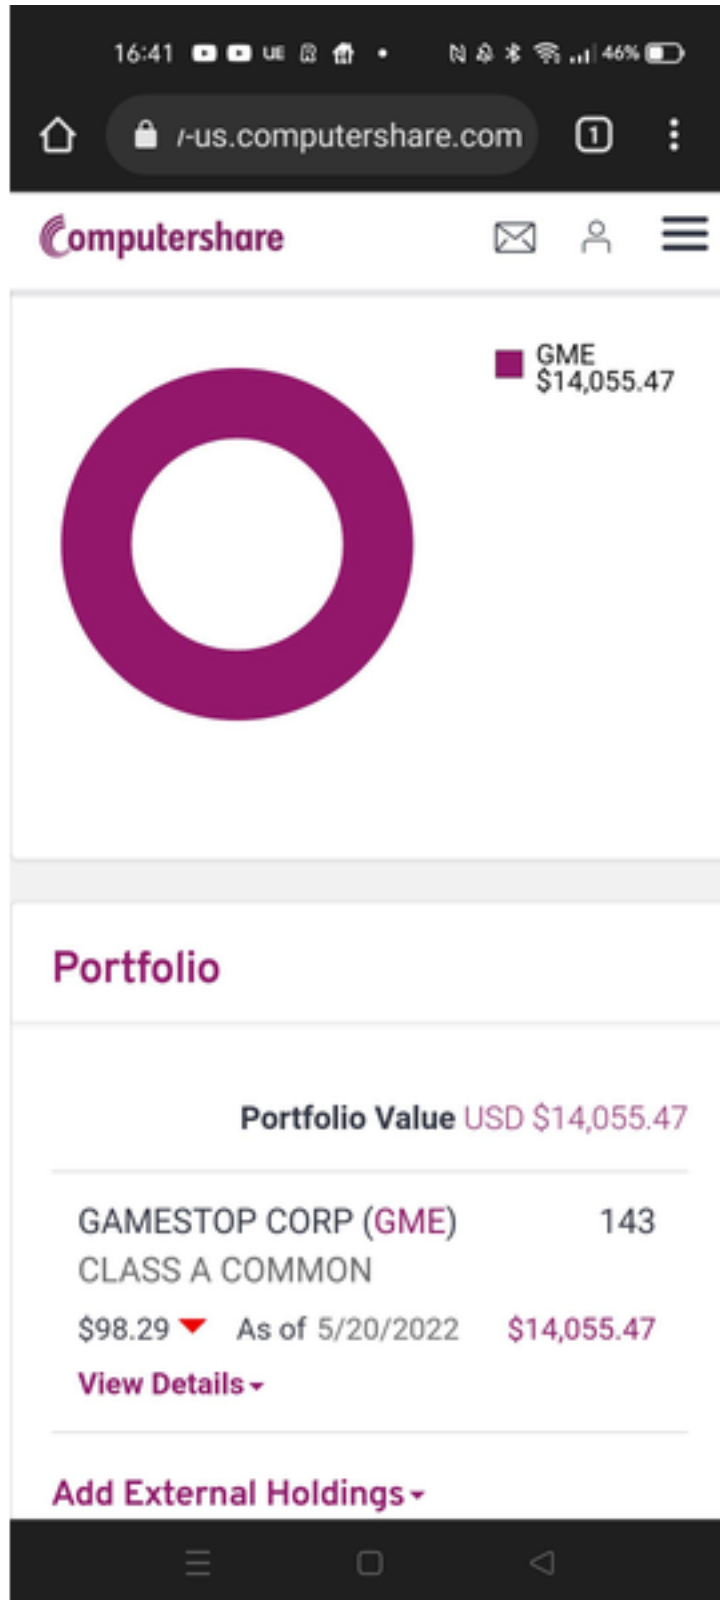 16:41 UE 46%
/-us.computershare.com 1
Computershare
GME
$14,055.47
Portfolio
Portfolio Value USD $14,055.47
GAMESTOP CORP (GME) 143
CLASS A COMMON
$98.29 As of 5/20/2022 $14,055.47
View Details
Add External Holdings